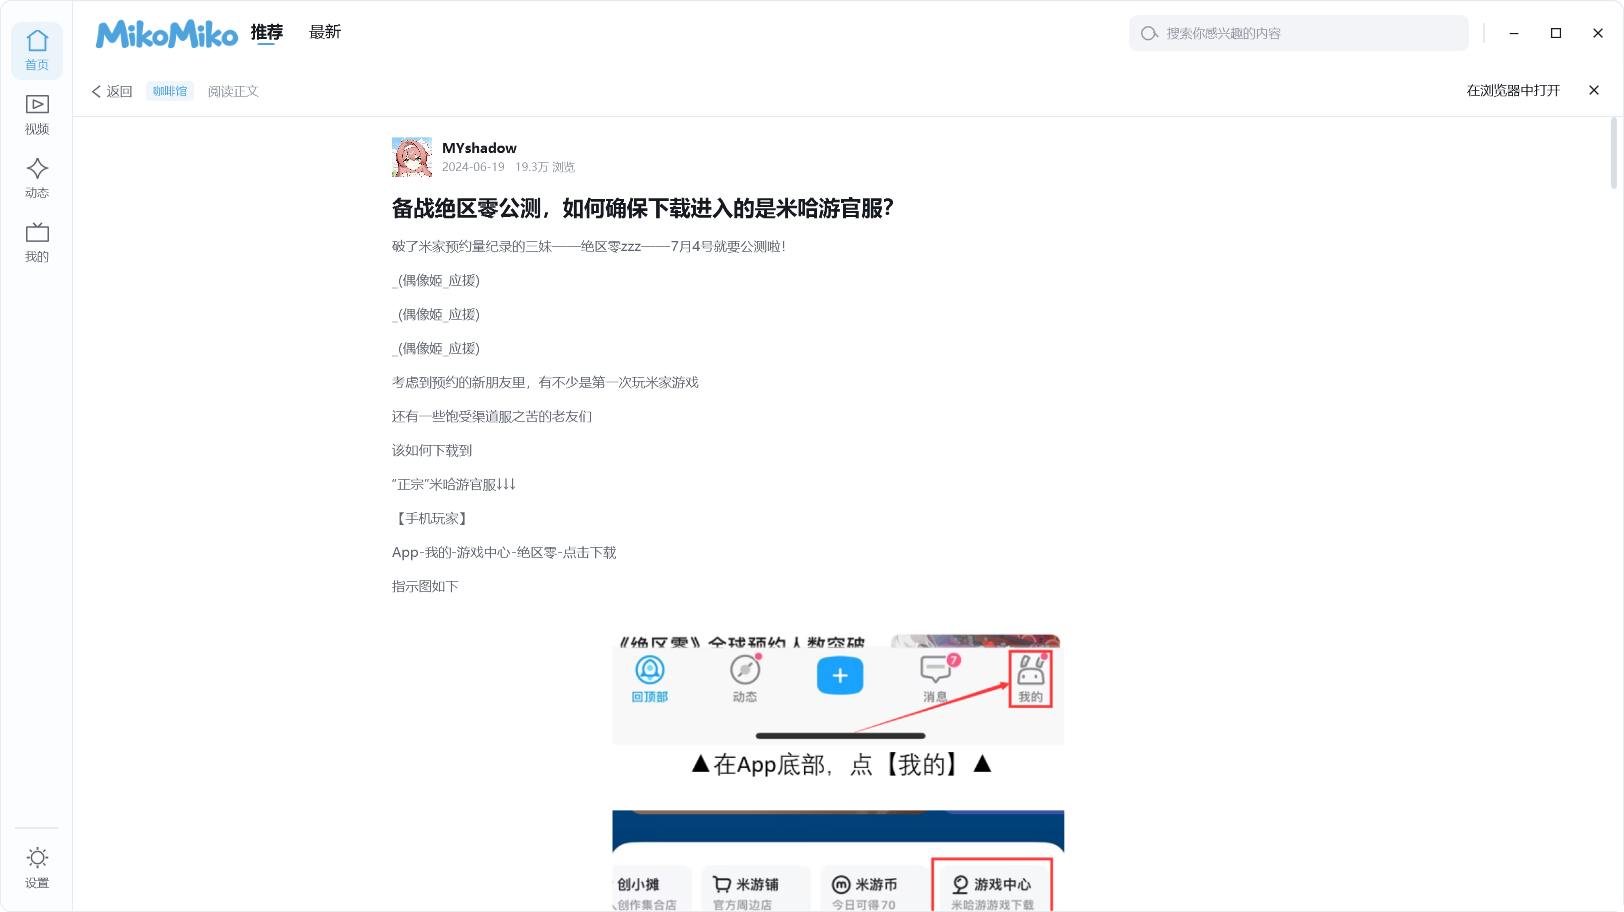 MikoMiko
推荐
最新
搜索你感兴趣的内容
首页
视频
动态
我的
设置
返回
咖啡馆
阅读正文
在浏览器中打开
MYshadow
2024-06-19 19.3万 浏览
备战绝区零公测，如何确保下载进入的是米哈游官服？
破了米家预约量纪录的三妹——绝区零zzz——7月4号就要公测啦！
_(偶像姬_应援)
_(偶像姬_应援)
_(偶像姬_应援)
考虑到预约的新朋友里，有不少是第一次玩米家游戏
还有一些饱受渠道服之苦的老友们
该如何下载到
“正宗”米哈游官服↓↓↓
【手机玩家】
App-我的-游戏中心-绝区零-点击下载
指示图如下
《绝区零》全球预约人数突破
回顶部
动态
消息
7
我的
▲在App底部，点【我的】▲
创小摊
米游铺
米游币
游戏中心
创作集合店
官方周边店
今日可得70
米哈游游戏下载